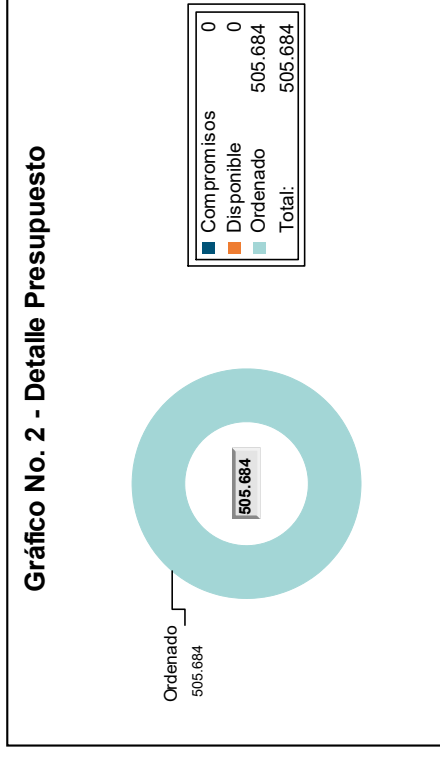 Gráfico No. 2 - Detalle Presupuesto
Ordenado
505.684
505.684
Compromisos 0
Disponible 0
Ordenado 505.684
Total: 505.684